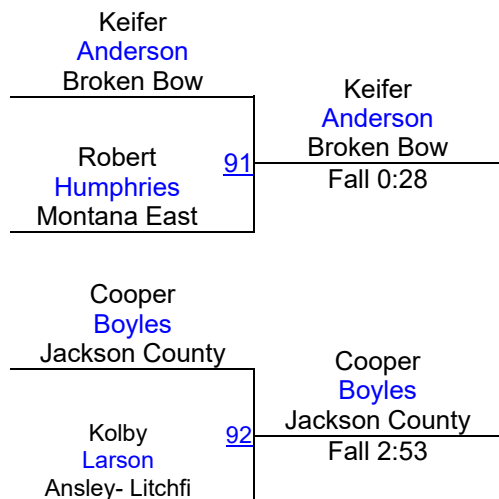 Keifer
Anderson
Broken Bow
Robert
Humphries
Montana East
91
Keifer
Anderson
Broken Bow
Fall 0:28
Cooper
Boyles
Jackson County
Kolby
Larson
Ansley- Litchfi
92
Cooper
Boyles
Jackson County
Fall 2:53